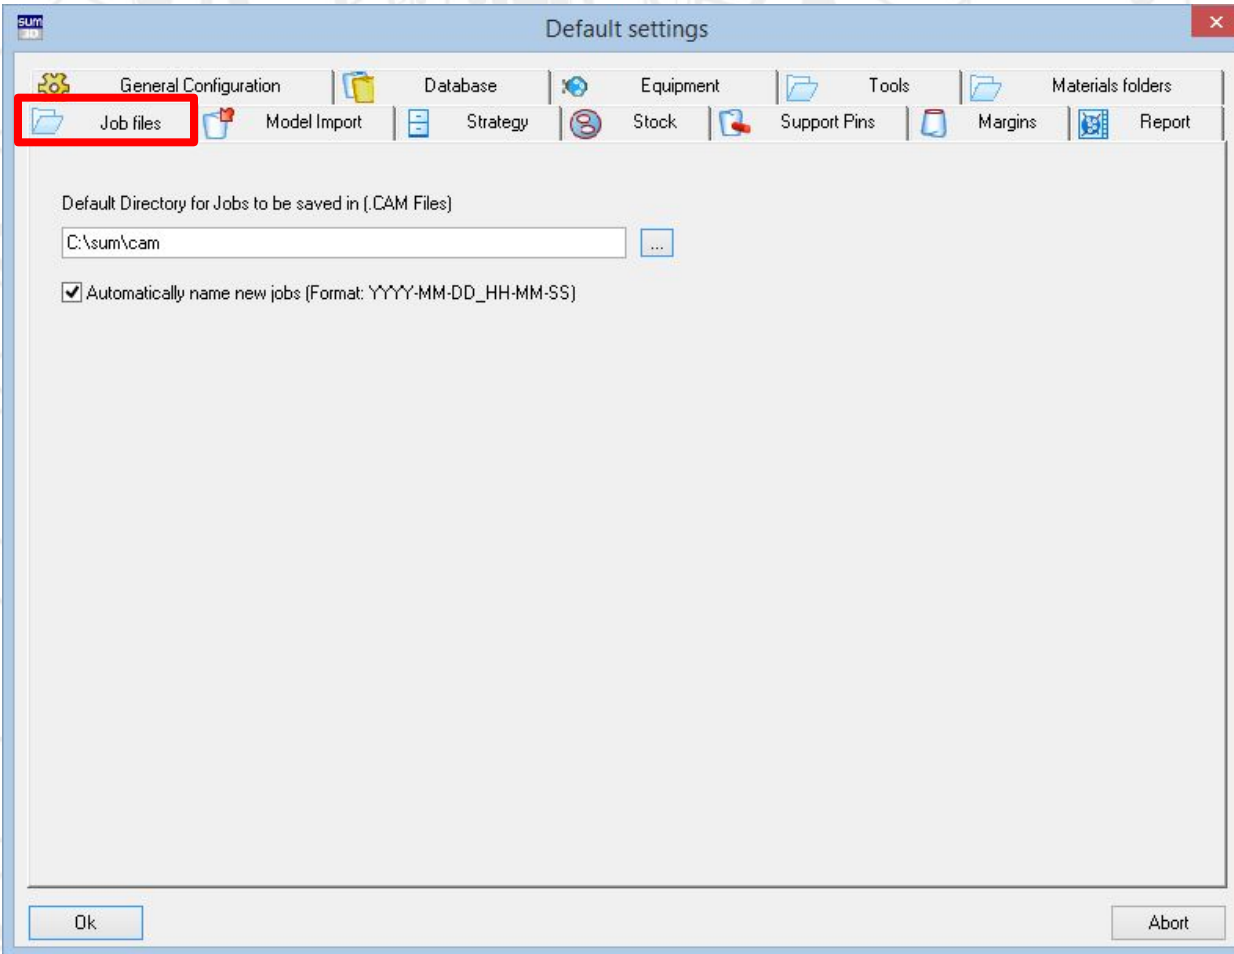 sum
3D
Default settings
General Configuration Database Equipment Tools Materials folders
Job files Model Import Strategy Stock Support Pins Margins Report
Default Directory for Jobs to be saved in (.CAM Files)
C:\sum\cam ...
Automatically name new jobs (Format: YYYY-MM-DD_HH-MM-SS)
Ok Abort